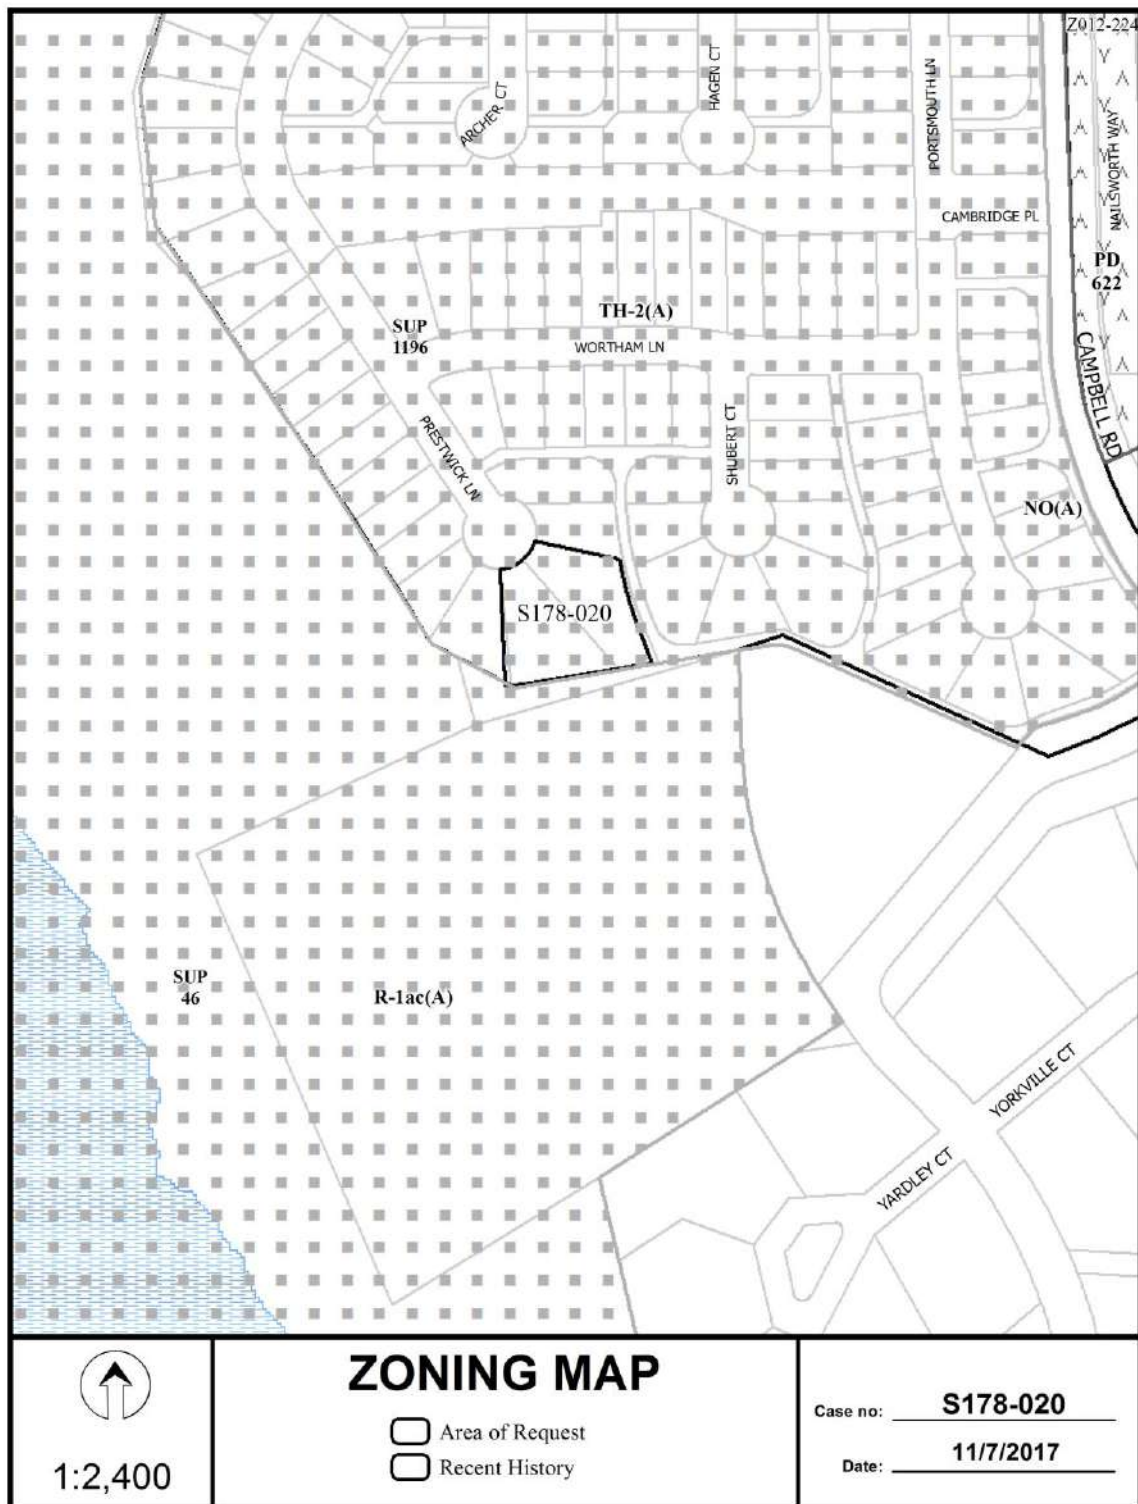 Z012-224
ARCHER CT
HAGEN CT
PORTSMOUTH LN
NAILSWORTH WAY
CAMBRIDGE PL
PD
622
SUP
1196
TH-2(A)
WORTHAM LN
CAMPBELL RD
PRESTWICK LN
SHUBERT CT
NO(A)
S178-020
SUP
46
R-1ac(A)
YORKVILLE CT
YARDLEY CT
1:2,400
ZONING MAP
Area of Request
Recent History
Case no: S178-020
Date: 11/7/2017